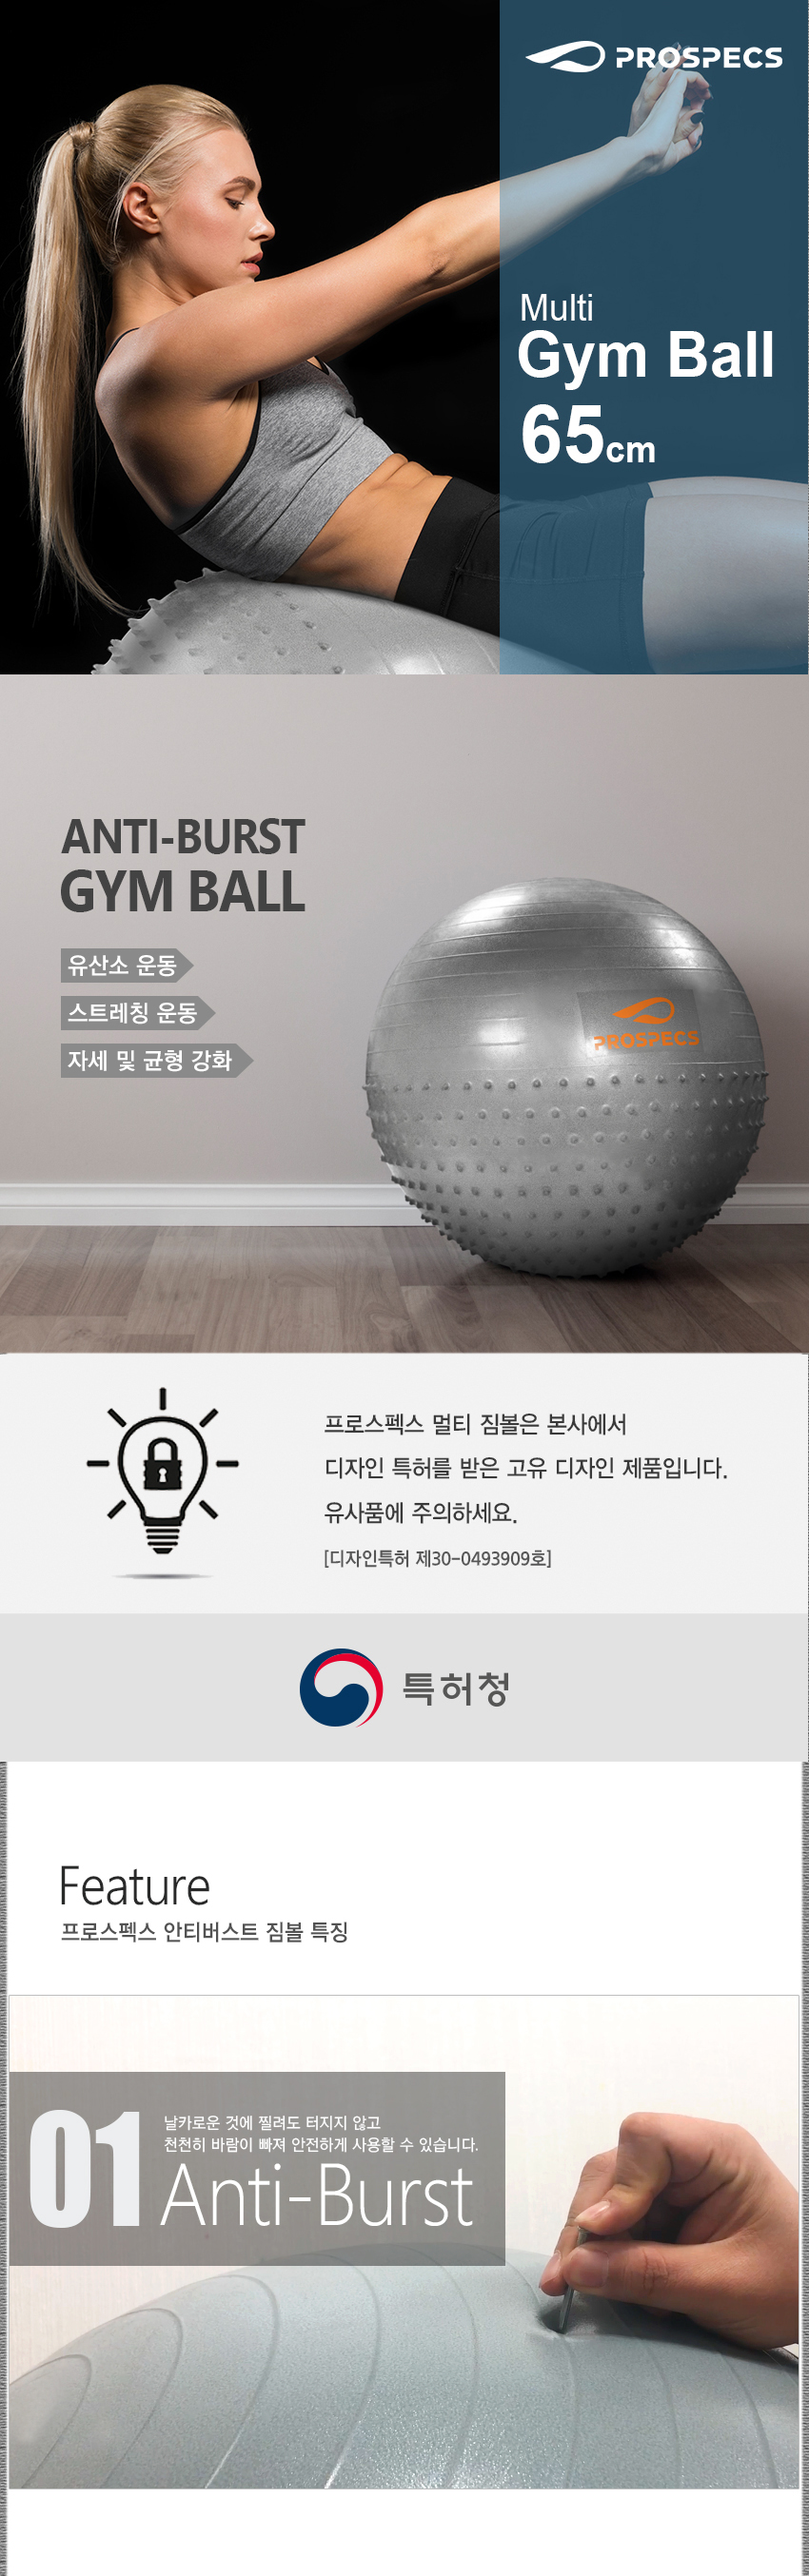 PROSPECS
Multi
Gym Ball
65cm
ANTI-BURST
GYM BALL
유산소 운동
스트레칭 운동
자세 및 균형 강화
PROSPECS
프로스펙스 멀티 짐볼은 본사에서
디자인 특허를 받은 고유 디자인 제품입니다.
유사품에 주의하세요.
[디자인특허 제30-0493909호]
특허청
Feature
프로스펙스 안티버스트 짐볼 특징
01
날카로운 것에 찔려도 터지지 않고
천천히 바람이 빠져 안전하게 사용할 수 있습니다.
Anti-Burst